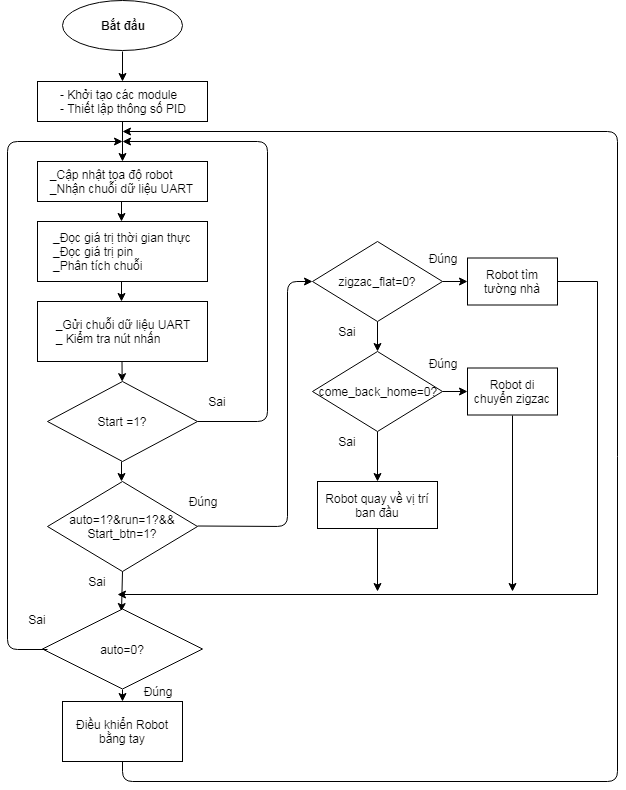 Bắt đầu
- Khởi tạo các module
- Thiết lập thông số PID
_Cập nhật tọa độ robot
_Nhận chuỗi dữ liệu UART
_Đọc giá trị thời gian thực
_Đọc giá trị pin
_Phân tích chuỗi
_Gửi chuỗi dữ liệu UART
_ Kiểm tra nút nhấn
Start =1?
Sai
auto=1?&run=1?&&
Start_btn=1?
Đúng
Sai
zigzac_flat=0?
Đúng
Robot tìm
tường nhà
Sai
come_back_home=0?
Đúng
Robot di
chuyển zigzac
Sai
Robot quay về vị trí
ban đầu
auto=0?
Sai
Đúng
Điều khiển Robot
bằng tay